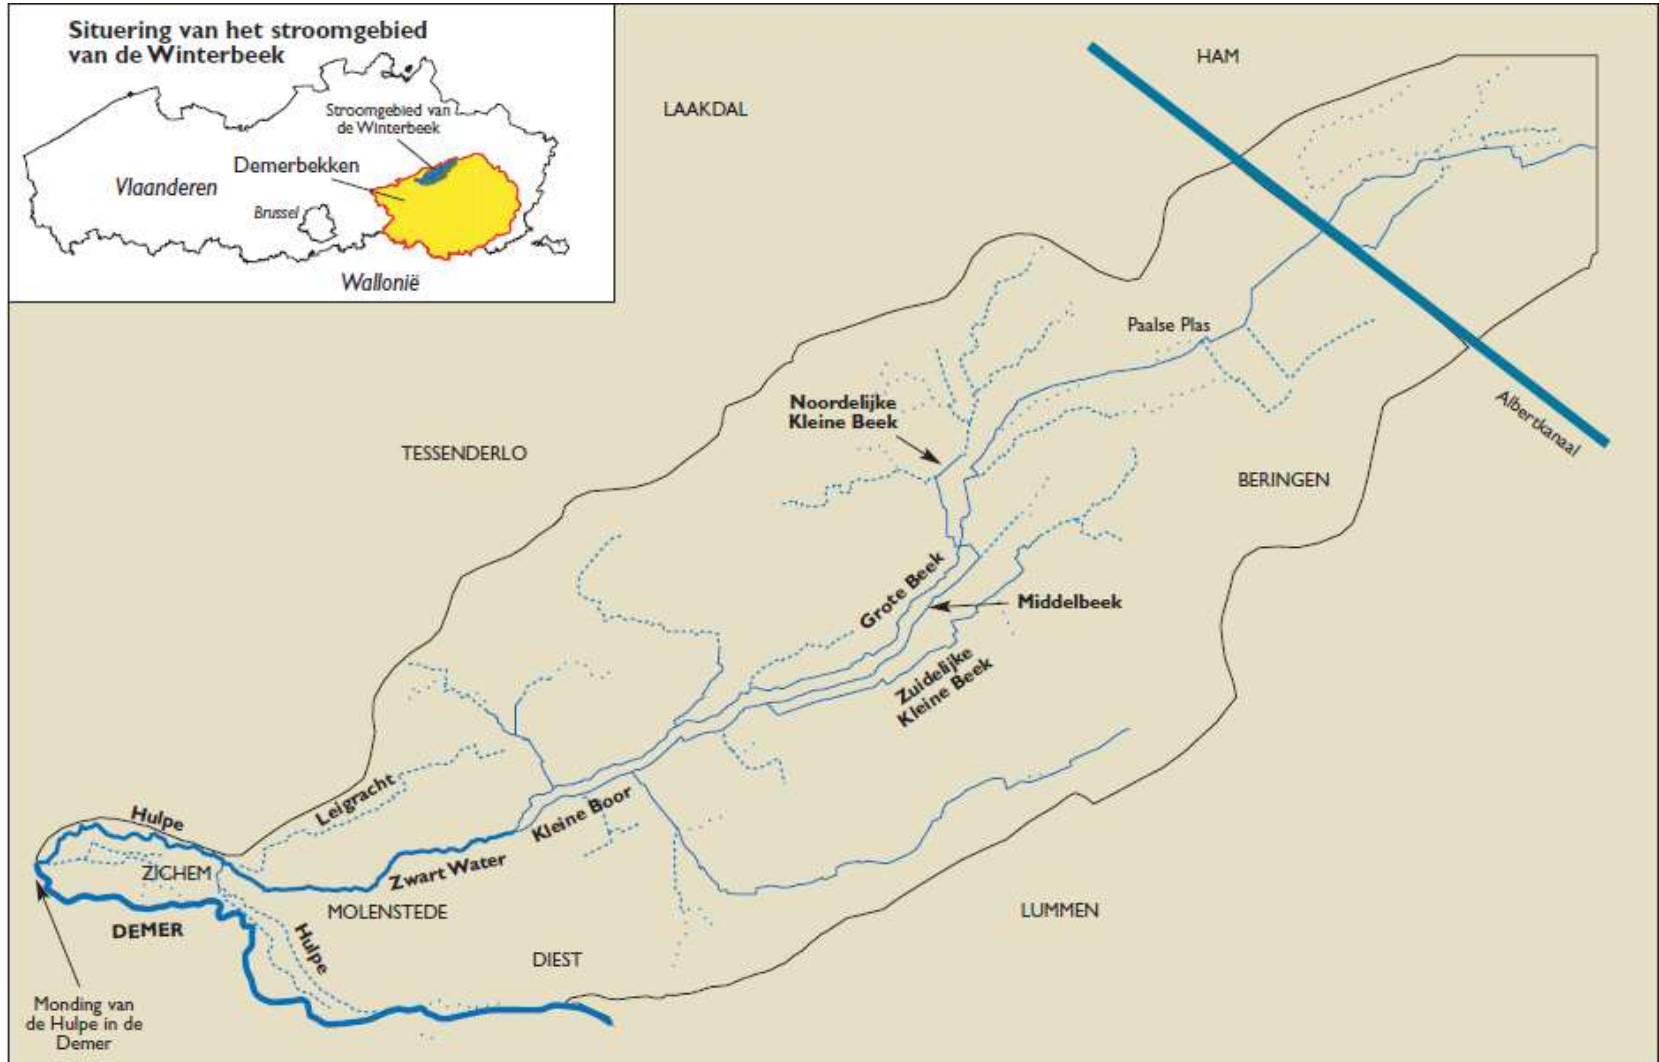 Situering van het stroomgebied
van de Winterbeek
Stroomgebied van
de Winterbeek
Demerbekken
Vlaanderen
Brussel
Wallonië
HAM
LAAKDAL
Paalse Plas
Albertkanaal
Noordelijke
Kleine Beek
TESSENDERLO
BERINGEN
Grote Beek
Middelbeek
Zuidelijke
Kleine Beek
Leigracht
Hulpe
Kleine Boor
Zwart Water
ZICHEM
MOLENSTEDE
LUMMEN
DEMER
Hulpe
DIEST
Monding van
de Hulpe in de
Demer